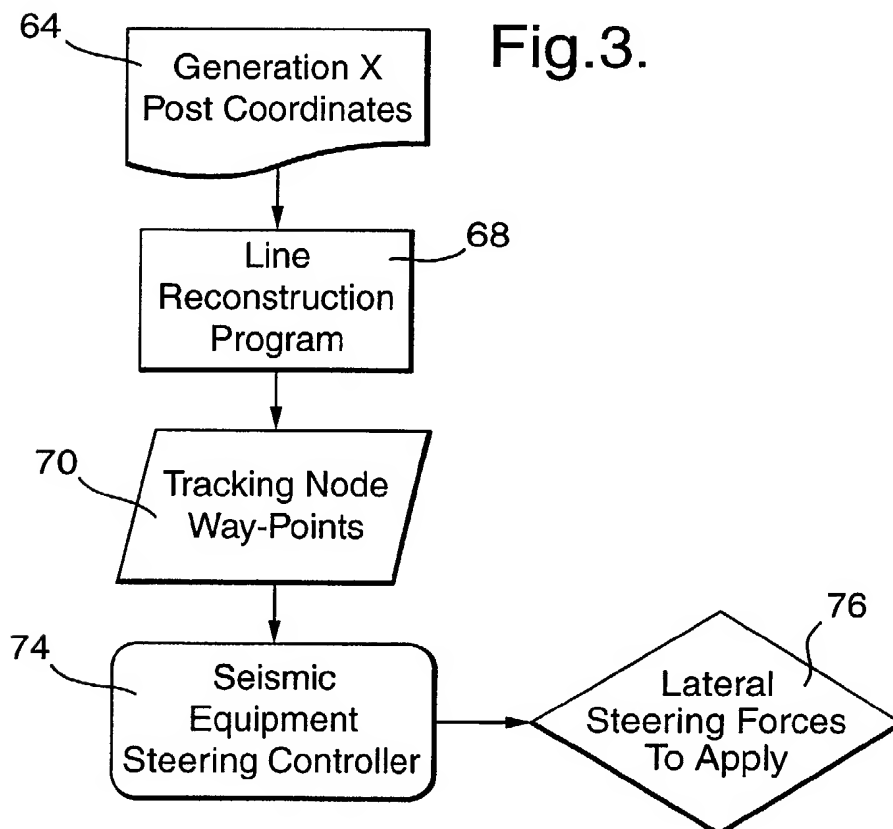 64
Fig.3.
Generation X
Post Coordinates
68
Line
Reconstruction
Program
70
Tracking Node
Way-Points
74
Seismic
Equipment
Steering Controller
76
Lateral
Steering Forces
To Apply